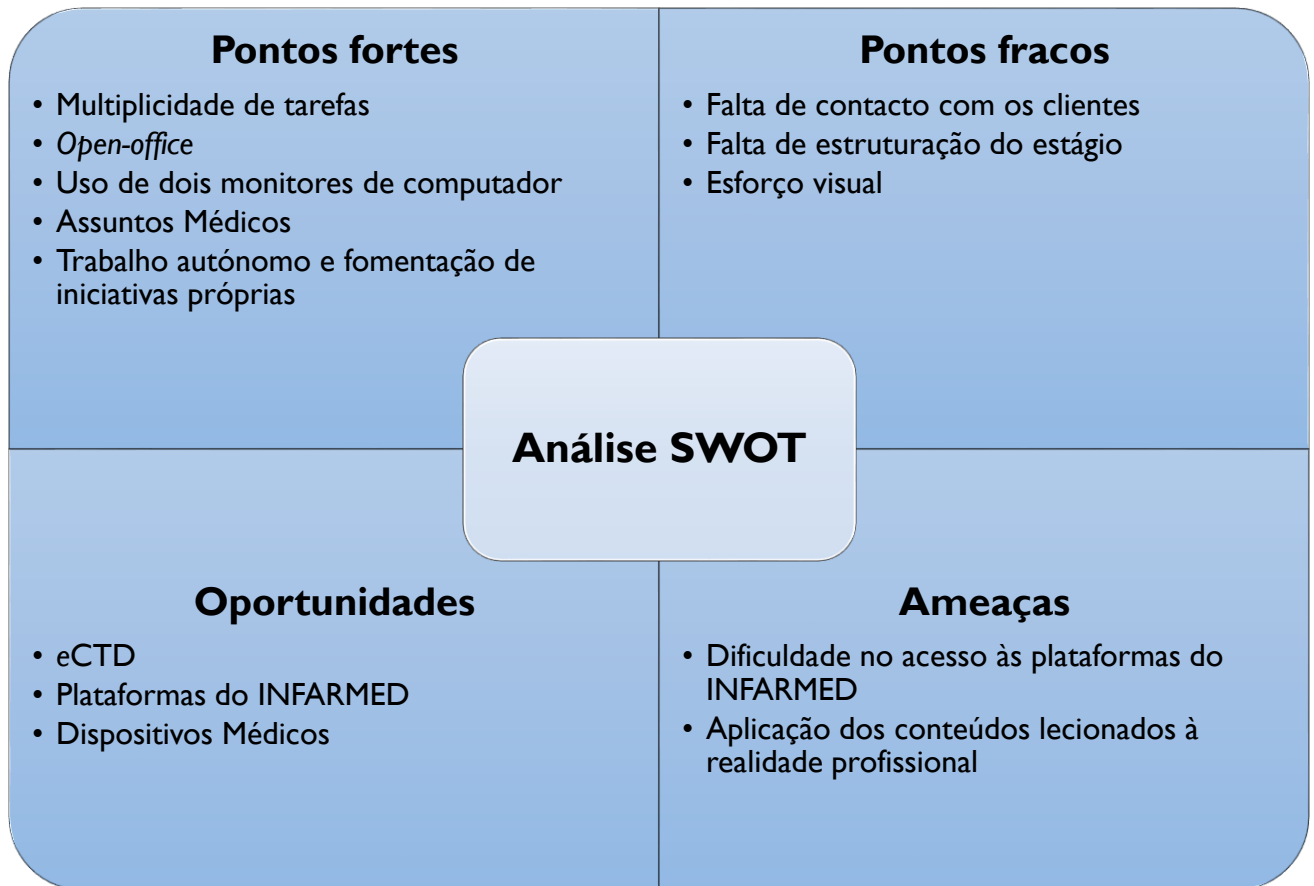 Pontos fortes
• Multiplicidade de tarefas
• Open-office
• Uso de dois monitores de computador
• Assuntos Médicos
• Trabalho autónomo e fomentação de
iniciativas próprias
Pontos fracos
• Falta de contacto com os clientes
• Falta de estruturação do estágio
• Esforço visual
Análise SWOT
Oportunidades
• eCTD
• Plataformas do INFARMED
• Dispositivos Médicos
Ameaças
• Dificuldade no acesso às plataformas do
INFARMED
• Aplicação dos conteúdos lecionados à
realidade profissional